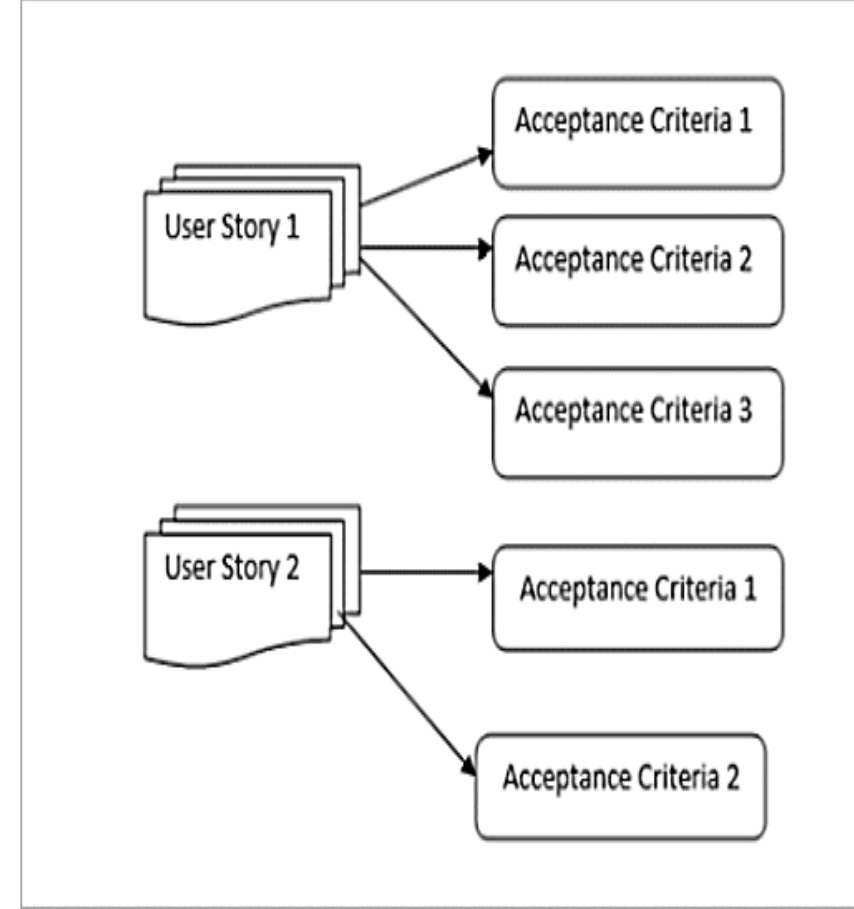 Acceptance Criteria 1
User Story 1
Acceptance Criteria 2
Acceptance Criteria 3
User Story 2
Acceptance Criteria 1
Acceptance Criteria 2